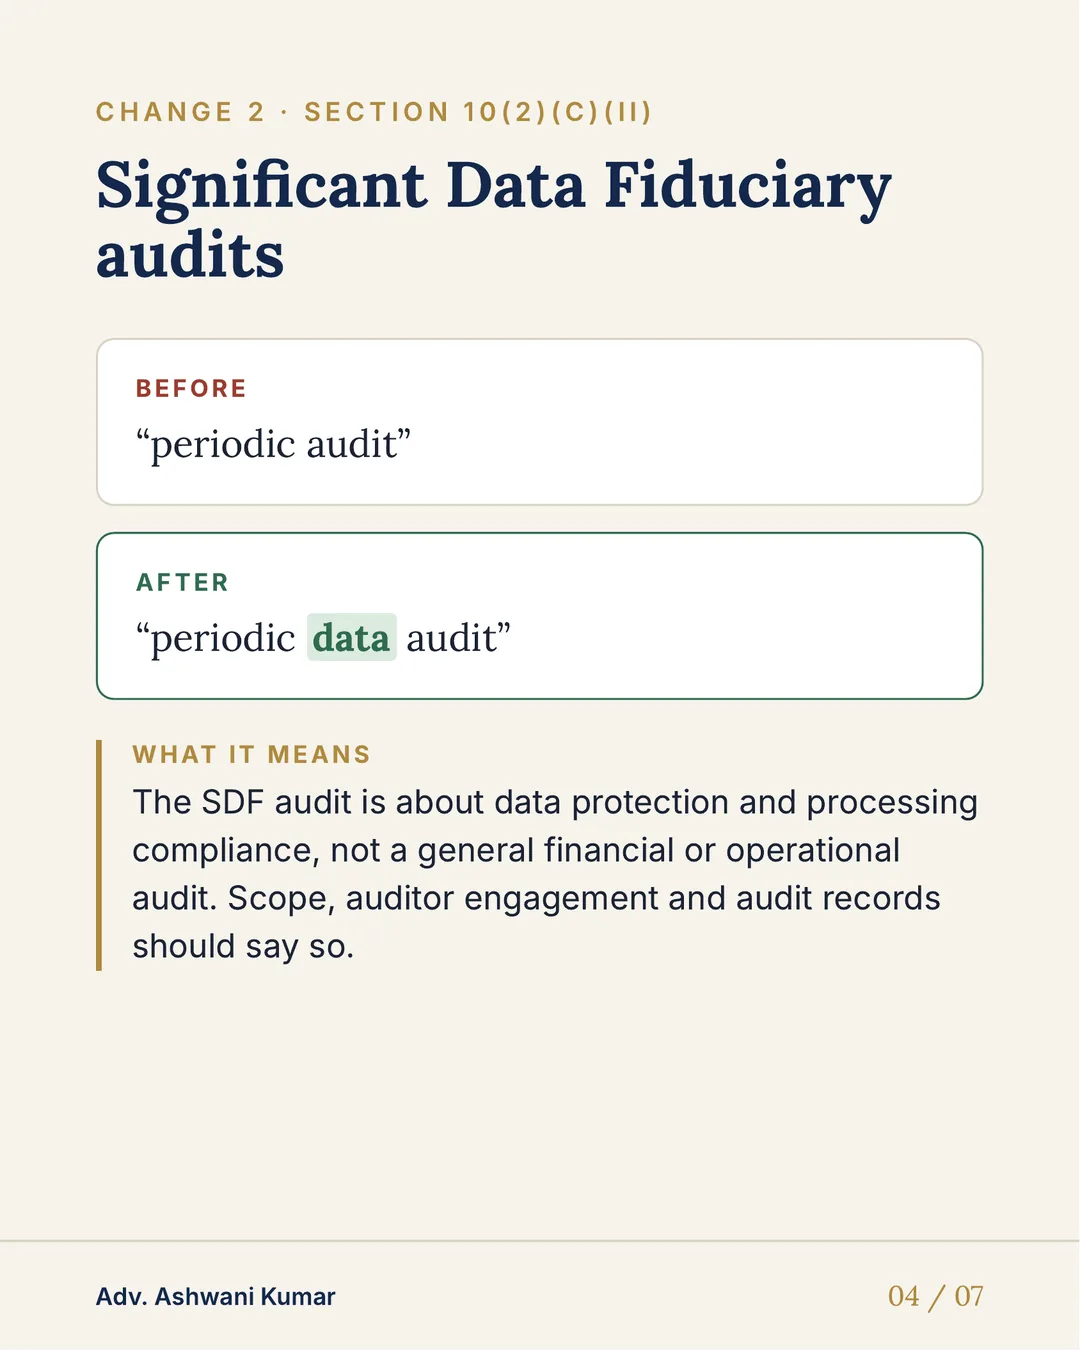 CHANGE 2 · SECTION 10(2)(C)(II)
Significant Data Fiduciary
audits
BEFORE
“periodic audit”
AFTER
“periodic data audit”
WHAT IT MEANS
The SDF audit is about data protection and processing
compliance, not a general financial or operational
audit. Scope, auditor engagement and audit records
should say so.
Adv. Ashwani Kumar
04 / 07